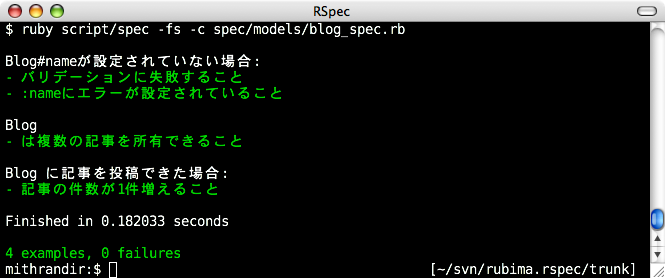 RSpec
$ ruby script/spec -fs -c spec/models/blog_spec.rb
Blog#nameが設定されていない場合:
- バリデーションに失敗すること
- :nameにエラーが設定されていること
Blog
- は複数の記事を所有できること
Blog に記事を投稿できた場合:
- 記事の件数が1件増えること
Finished in 0.182033 seconds
4 examples, 0 failures
mithrandir:$ [~/svn/rubima.rspec/trunk]